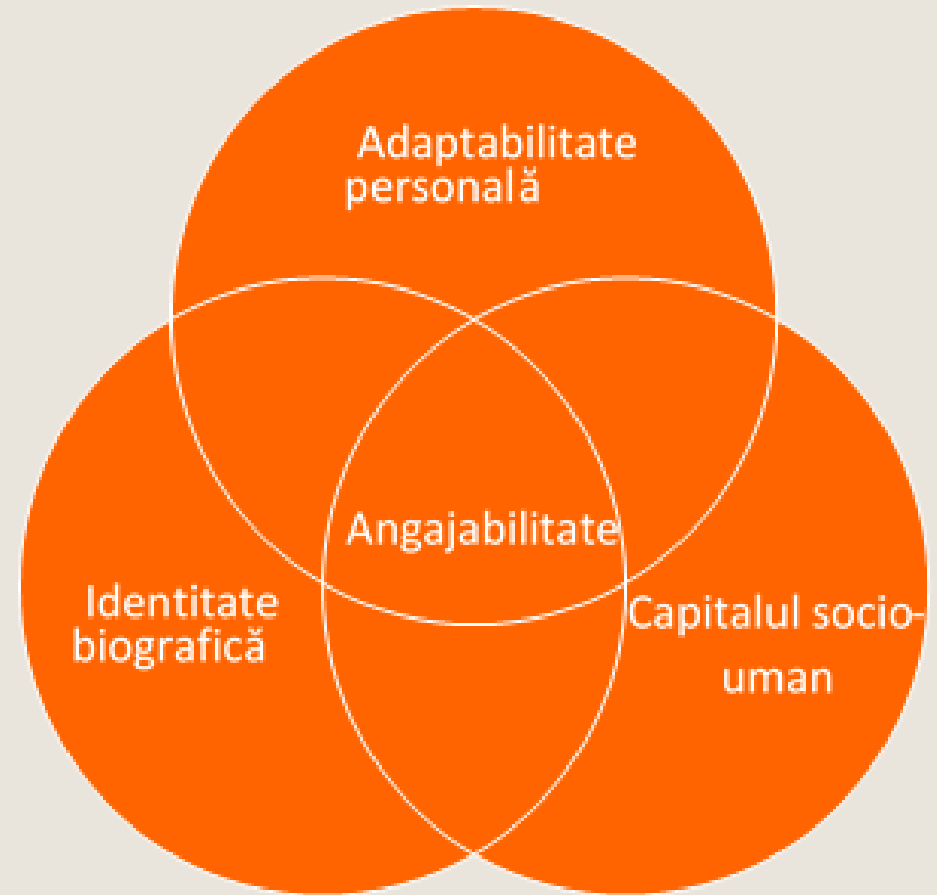 Adaptabilitate
personală
Angajabilitate
Identitate
biografică
Capitalul socio-
uman